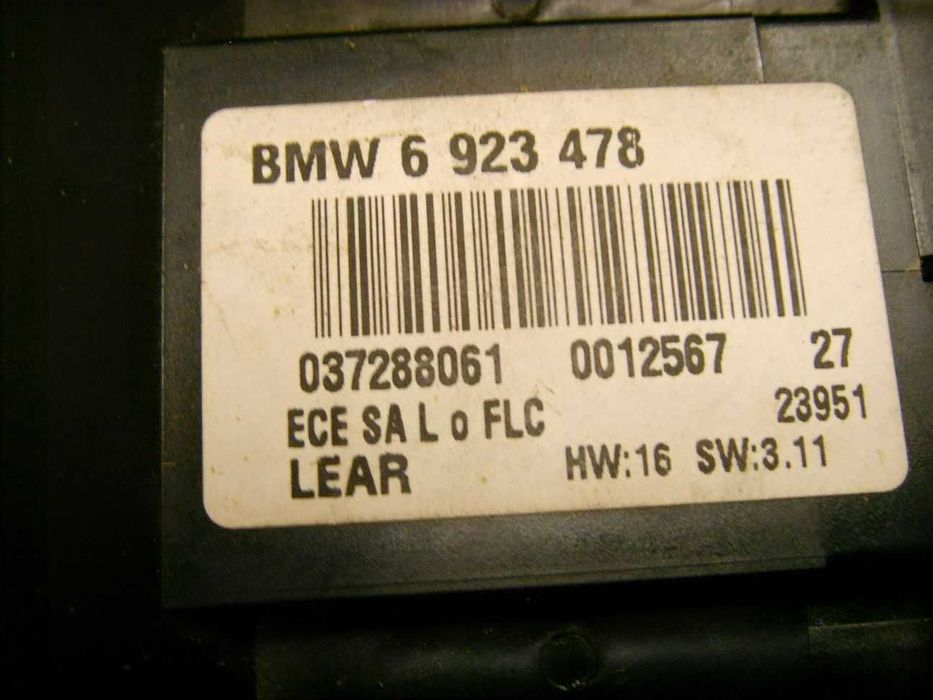 BMW 6 923 478
037288061 0012567 27
ECE SA L o FLC 23951
LEAR HW:16 SW:3.11